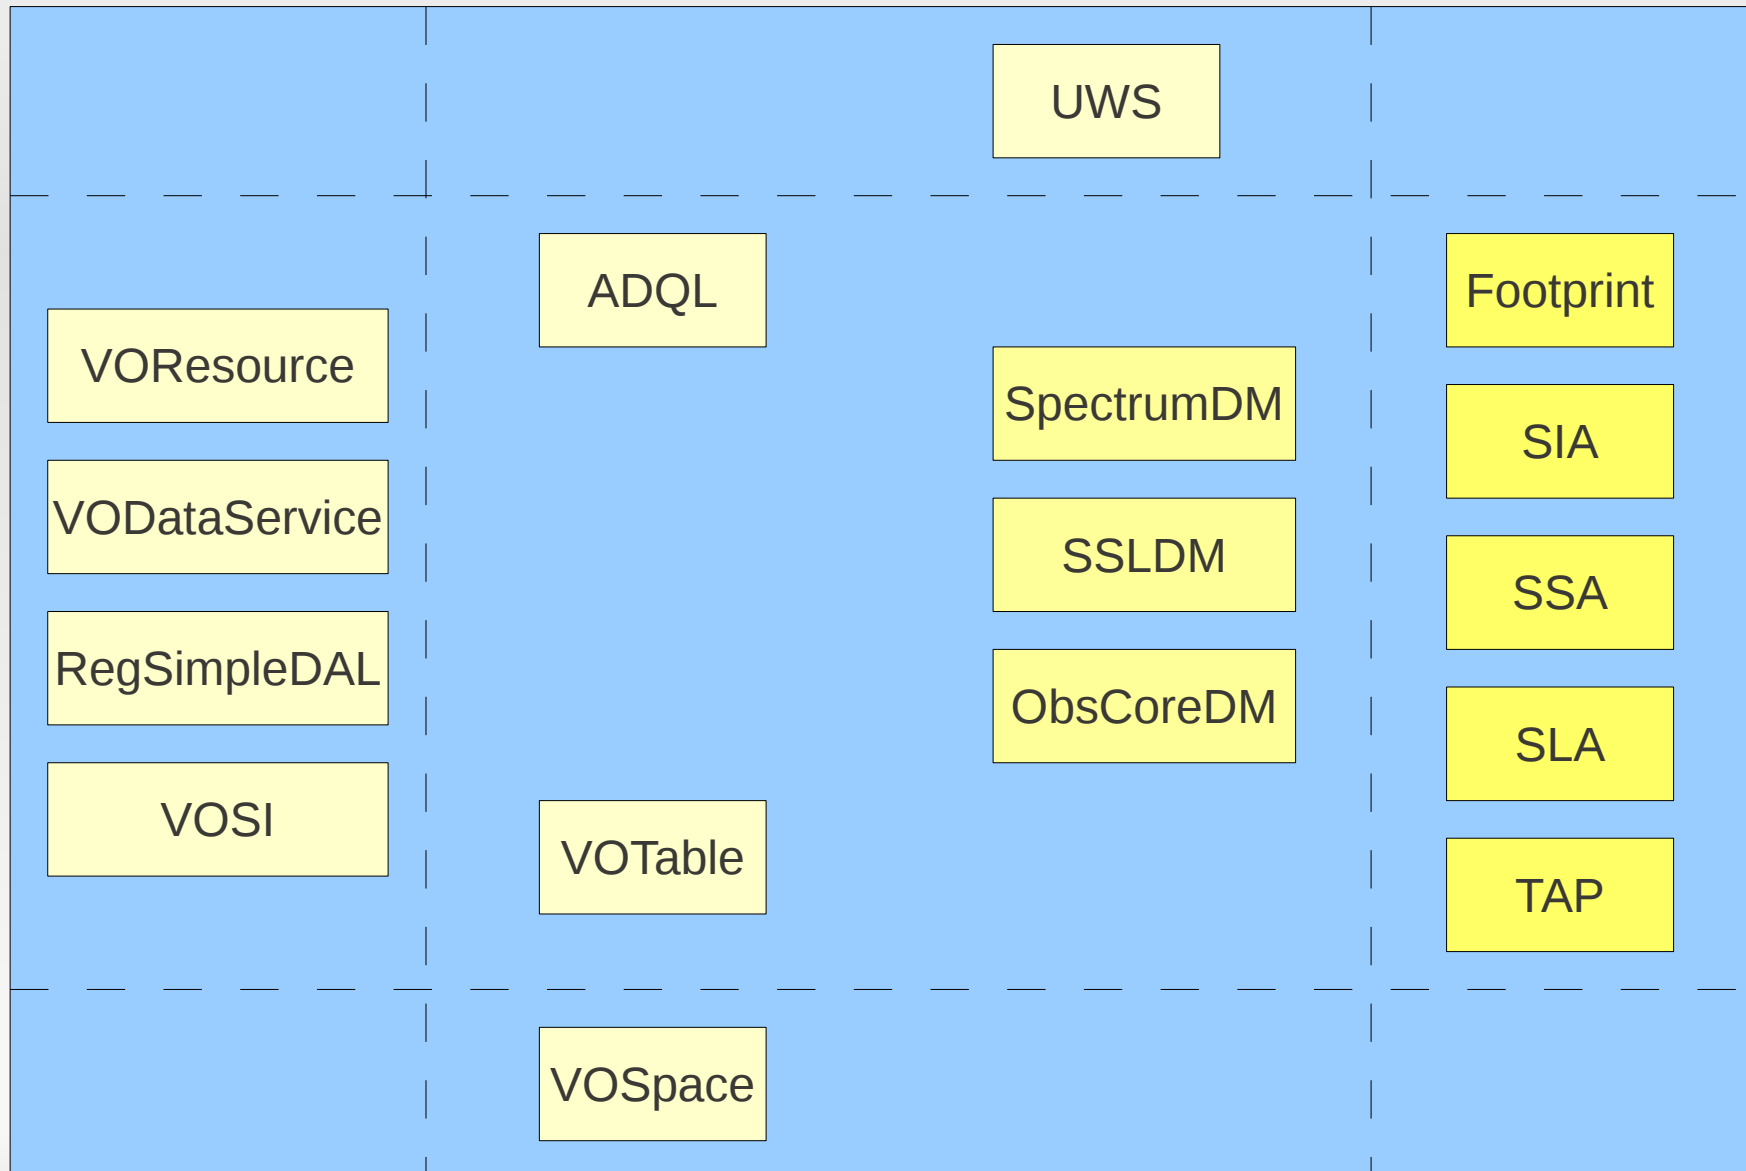 UWS
ADQL
Footprint
VOResource
SpectrumDM
SIA
VODataService
SSLDM
SSA
RegSimpleDAL
ObsCoreDM
SLA
VOSI
VOTable
TAP
VOSpace